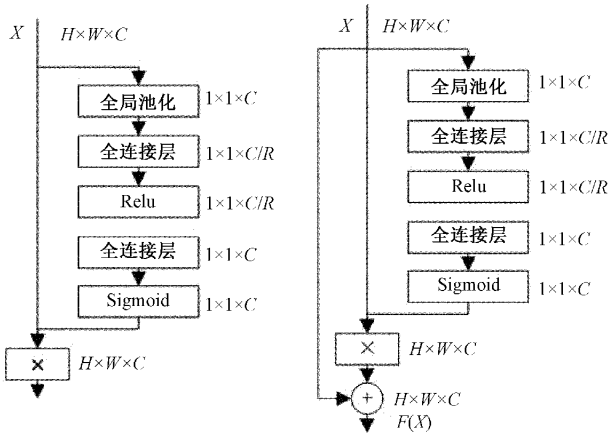 X H×W×C
全局池化 1×1×C
全连接层 1×1×C/R
Relu 1×1×C/R
全连接层 1×1×C
Sigmoid 1×1×C
× H×W×C
X H×W×C
全局池化 1×1×C
全连接层 1×1×C/R
Relu 1×1×C/R
全连接层 1×1×C
Sigmoid 1×1×C
× H×W×C
+ H×W×C
F(X)